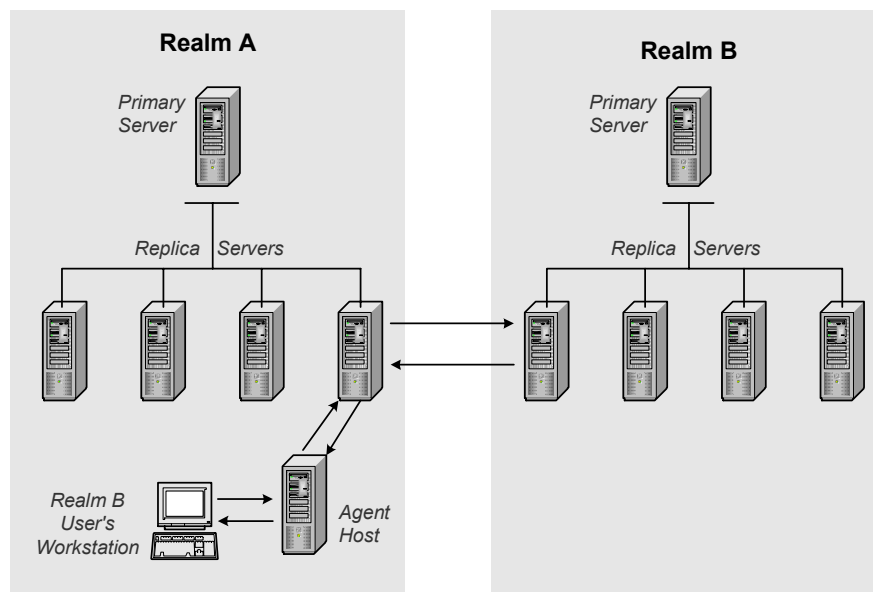 Realm A
Primary
Server
Replica Servers
Realm B
User's
Workstation
Agent
Host
Realm B
Primary
Server
Replica Servers